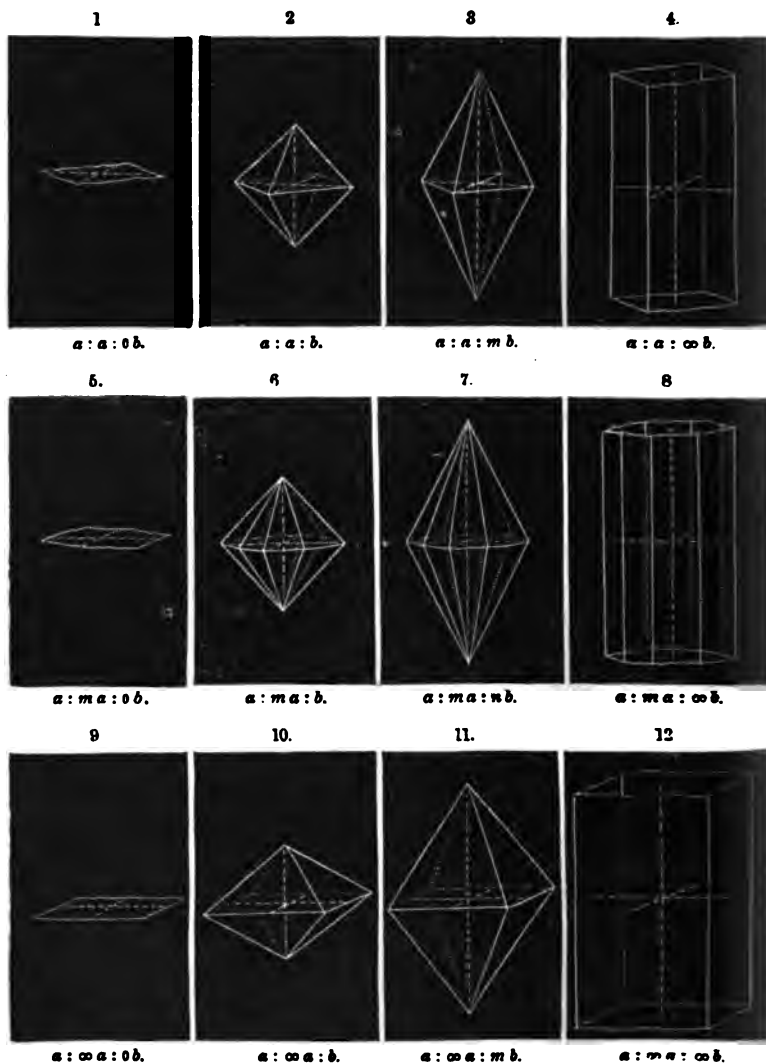 1 2 3 4.
a : a : 0 b. a : a : b. a : a : m b. a : a : ∞ b.
5. 6 7. 8
a : m a : 0 b. a : m a : b. a : m a : n b. a : m a : ∞ b.
9 10. 11. 12
a : ∞ a : 0 b. a : ∞ a : b. a : ∞ a : m b. a : ∞ a : ∞ b.